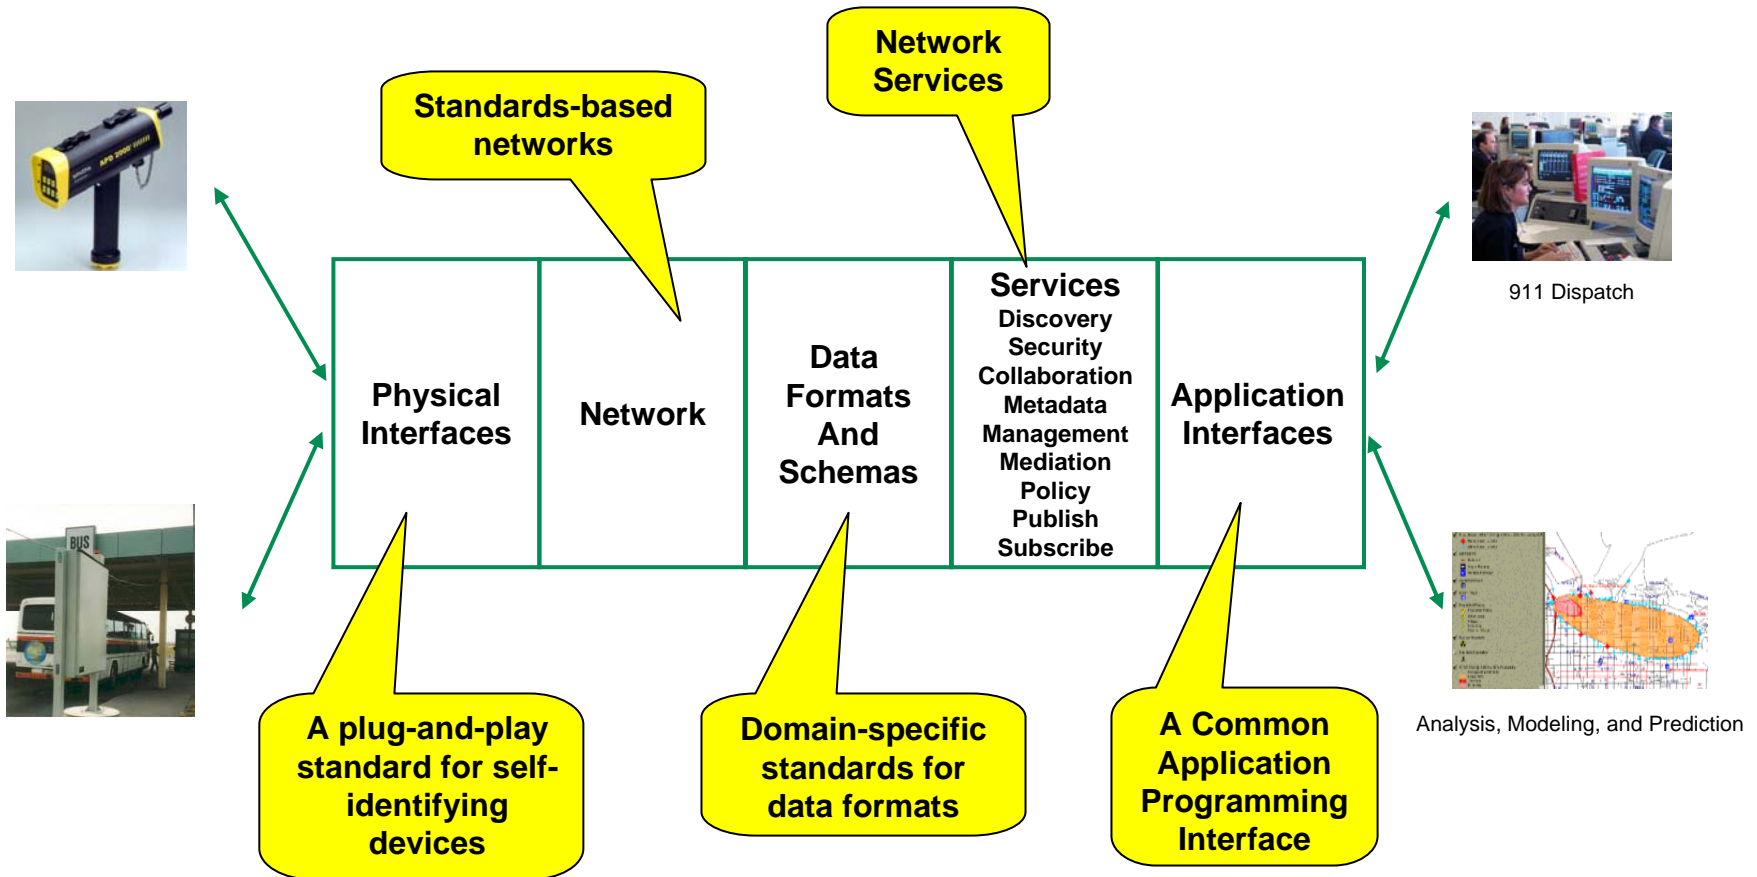 Network
Services
Standards-based
networks
APD 2000
911 Dispatch
Physical
Interfaces
Network
Data
Formats
And
Schemas
Services
Discovery
Security
Collaboration
Metadata
Management
Mediation
Policy
Publish
Subscribe
Application
Interfaces
BUS
A plug-and-play
standard for self-
identifying
devices
Domain-specific
standards for
data formats
A Common
Application
Programming
Interface
Analysis, Modeling, and Prediction